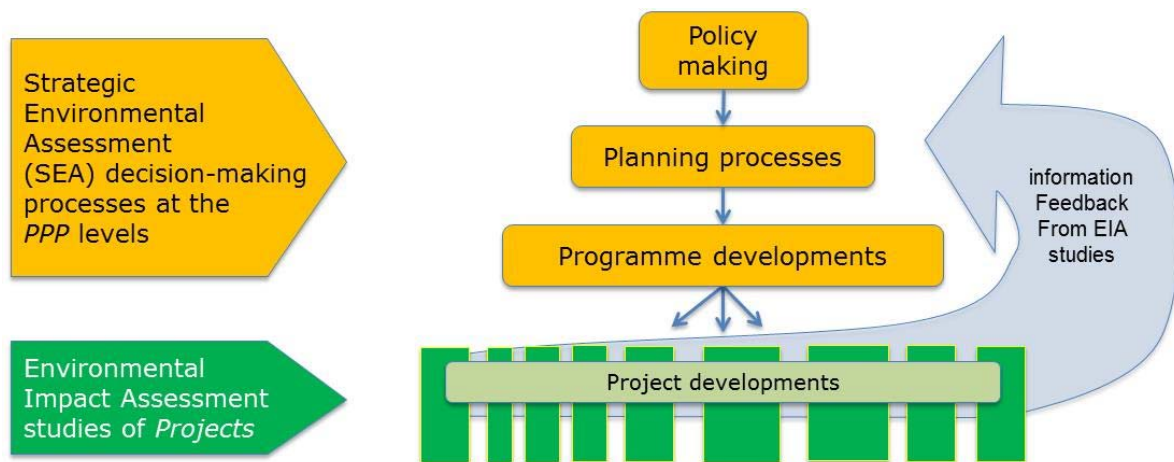 Strategic
Environmental
Assessment
(SEA) decision-making
processes at the
PPP levels
Policy
making
Planning processes
Programme developments
information
Feedback
From EIA
studies
Environmental
Impact Assessment
studies of Projects
Project developments